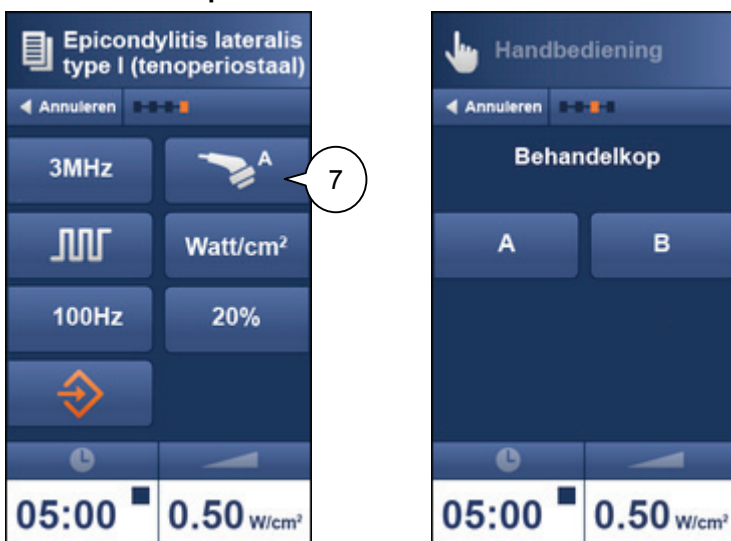 Epicondylitis lateralis
type I (tenoperiostaal)
Annuleren
3MHz
A
7
Watt/cm²
100Hz
20%
05:00
0.50 W/cm²
Handbediening
Annuleren
Behandelkop
A
B
05:00
0.50 W/cm²